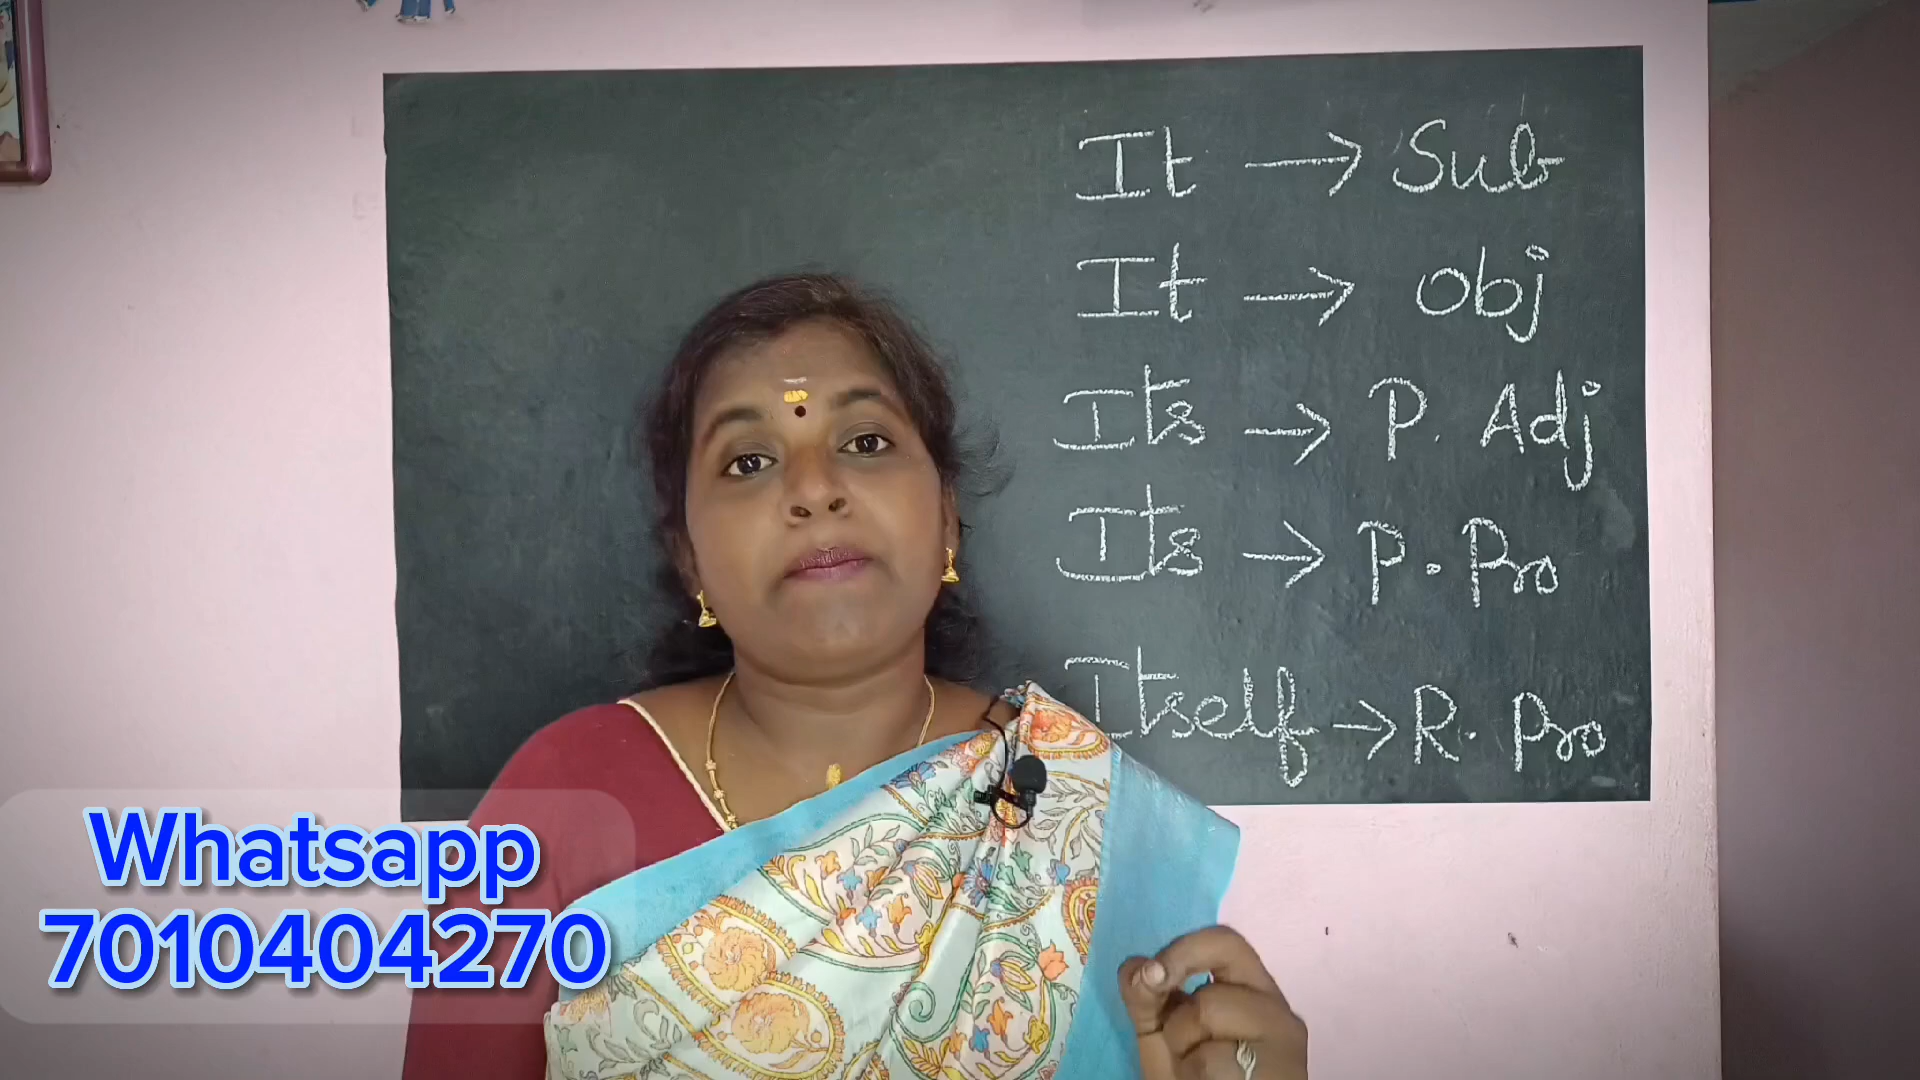 It → Sub
It → Obj
Its → P. Adj
Its → P. Pro
Itself → R. Pro
Whatsapp
7010404270